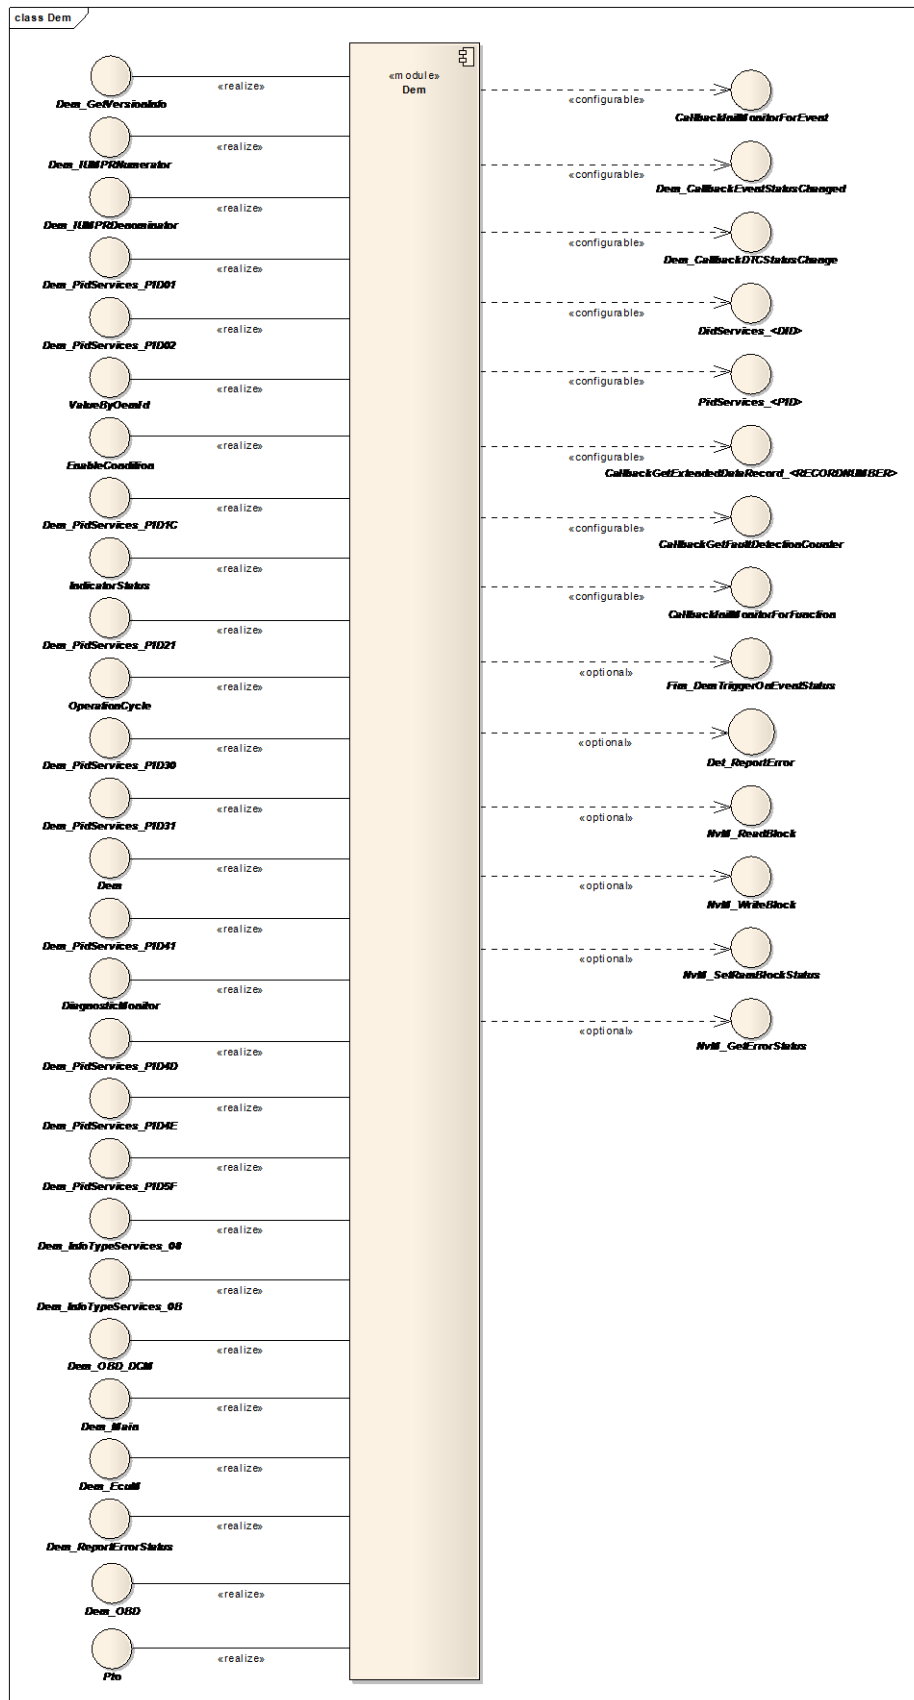 class Dem
«module»
Dem
Dem_GetVersionInfo
«realize»
Dem_IUMPRNumerator
«realize»
Dem_IUMPRDenominator
«realize»
Dem_PidServices_PID01
«realize»
Dem_PidServices_PID02
«realize»
ValueByOemId
«realize»
EnableCondition
«realize»
Dem_PidServices_PID1C
«realize»
IndicatorStatus
«realize»
Dem_PidServices_PID21
«realize»
OperationCycle
«realize»
Dem_PidServices_PID30
«realize»
Dem_PidServices_PID31
«realize»
Dem
«realize»
Dem_PidServices_PID41
«realize»
DiagnosticMonitor
«realize»
Dem_PidServices_PID4D
«realize»
Dem_PidServices_PID4E
«realize»
Dem_PidServices_PID5F
«realize»
Dem_InfoTypeServices_08
«realize»
Dem_InfoTypeServices_0B
«realize»
Dem_OBD_DCM
«realize»
Dem_Main
«realize»
Dem_EcuM
«realize»
Dem_ReportErrorStatus
«realize»
Dem_OBD
«realize»
Pto
«realize»
«configurable»
CallbackInitMonitorForEvent
«configurable»
Dem_CallbackEventStatusChanged
«configurable»
Dem_CallbackDTCStatusChange
«configurable»
DidServices_<DID>
«configurable»
PidServices_<PID>
«configurable»
CallbackGetExtendedDataRecord_<RECORDNUMBER>
«configurable»
CallbackGetFaultDetectionCounter
«configurable»
CallbackInitMonitorForFunction
«optional»
Fim_DemTriggerOnEventStatus
«optional»
Det_ReportError
«optional»
NvM_ReadBlock
«optional»
NvM_WriteBlock
«optional»
NvM_SetRamBlockStatus
«optional»
NvM_GetErrorStatus